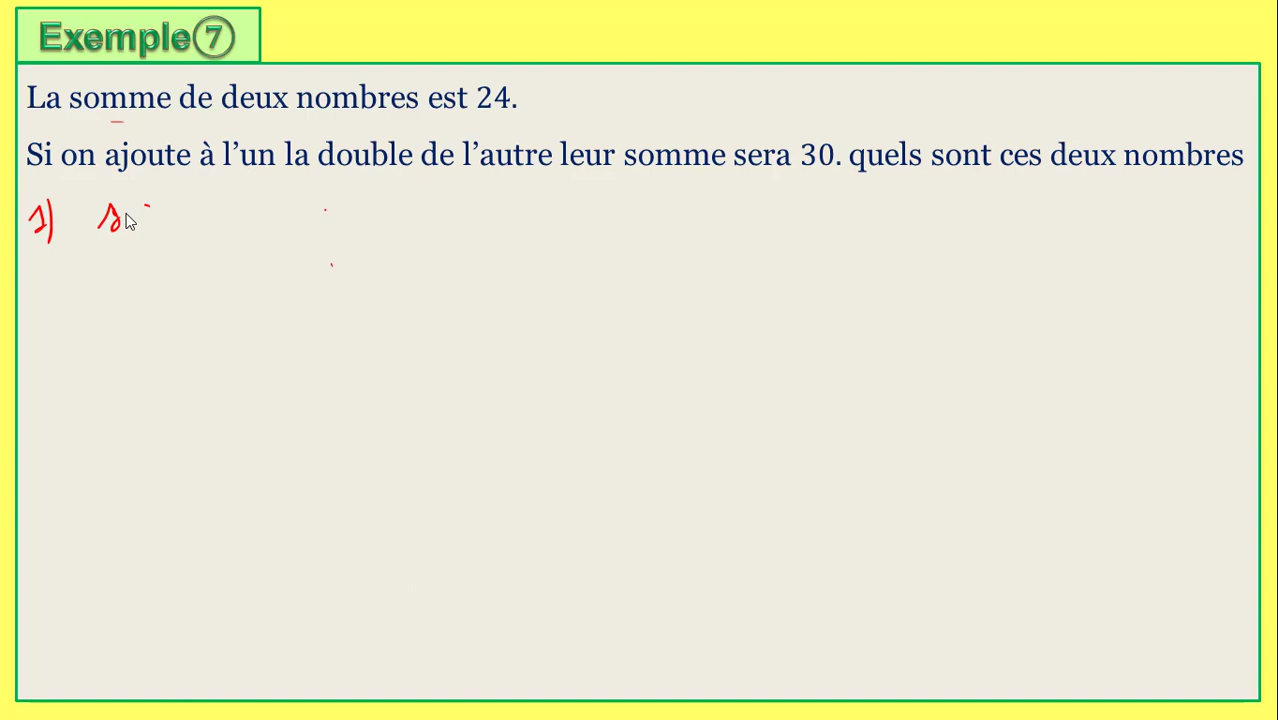 Exemple⑦
La somme de deux nombres est 24.
Si on ajoute à l’un la double de l’autre leur somme sera 30. quels sont ces deux nombres
1) s